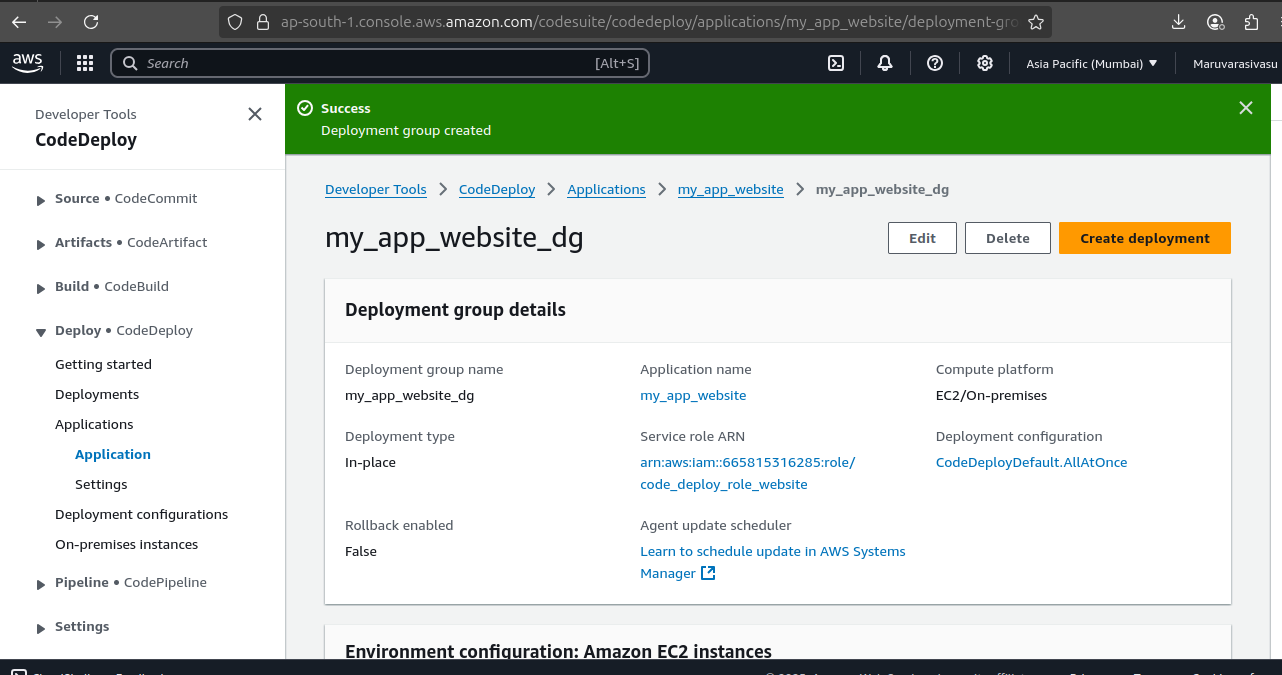 ap-south-1.console.aws.amazon.com/codesuite/codedeploy/applications/my_app_website/deployment-gro
aws
Search
[Alt+S]
Asia Pacific (Mumbai)
Maruvarasivasu
Developer Tools
CodeDeploy
Source • CodeCommit
Artifacts • CodeArtifact
Build • CodeBuild
Deploy • CodeDeploy
Getting started
Deployments
Applications
Application
Settings
Deployment configurations
On-premises instances
Pipeline • CodePipeline
Settings
Success
Deployment group created
Developer Tools > CodeDeploy > Applications > my_app_website > my_app_website_dg
my_app_website_dg
Edit
Delete
Create deployment
Deployment group details
Deployment group name
my_app_website_dg
Application name
my_app_website
Compute platform
EC2/On-premises
Deployment type
In-place
Service role ARN
arn:aws:iam::665815316285:role/
code_deploy_role_website
Deployment configuration
CodeDeployDefault.AllAtOnce
Rollback enabled
False
Agent update scheduler
Learn to schedule update in AWS Systems
Manager
Environment configuration: Amazon EC2 instances